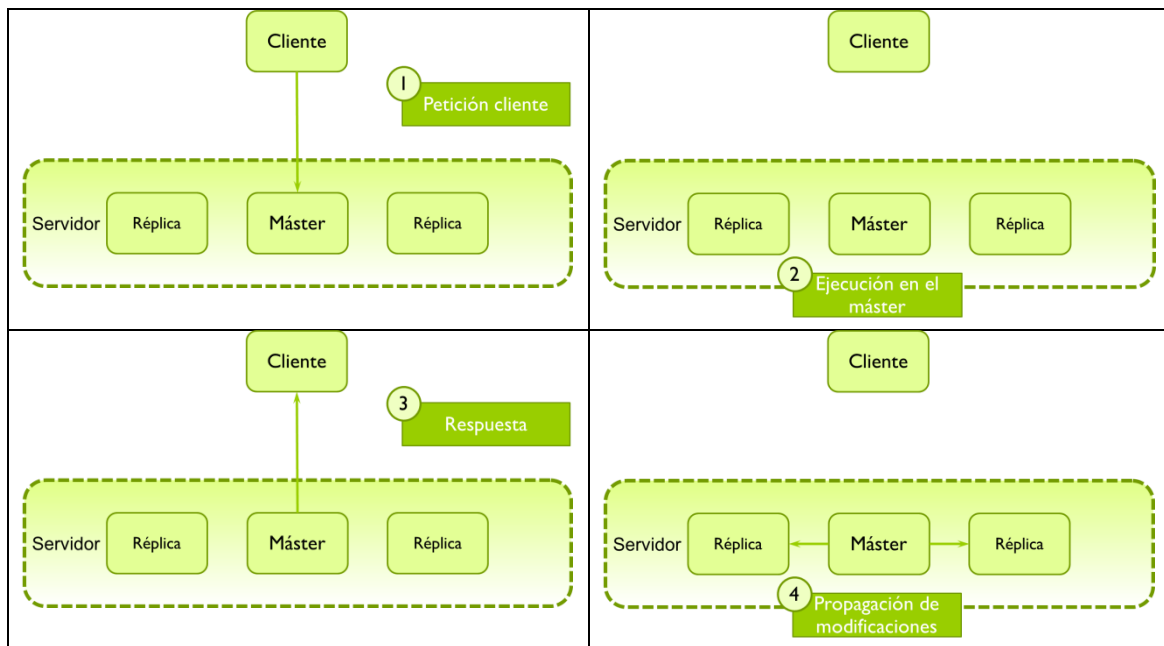 Cliente
1
Petición cliente
Servidor
Réplica
Máster
Réplica
Cliente
Servidor
Réplica
Máster
Réplica
2
Ejecución en el
máster
Cliente
3
Respuesta
Servidor
Réplica
Máster
Réplica
Cliente
Servidor
Réplica
Máster
Réplica
4
Propagación de
modificaciones